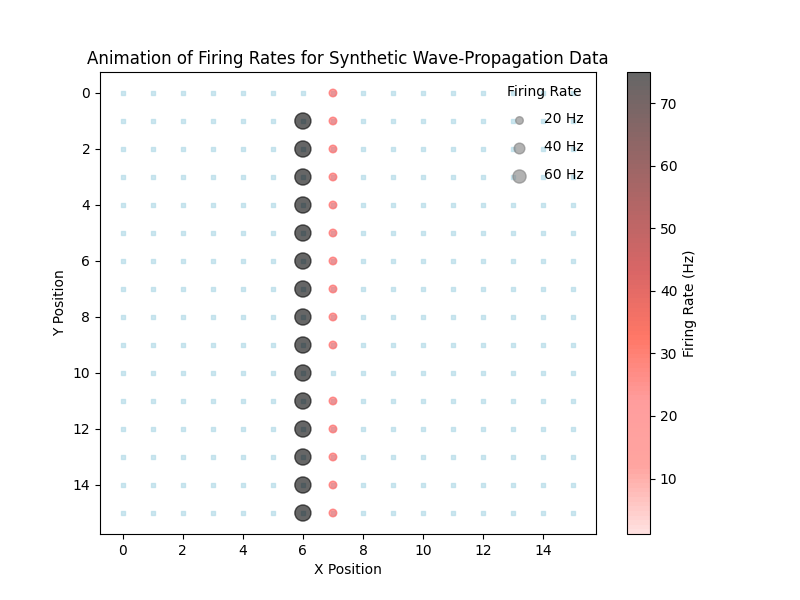 Animation of Firing Rates for Synthetic Wave-Propagation Data
Firing Rate
20 Hz
40 Hz
60 Hz
0
2
4
6
8
10
12
14
Y Position
0 2 4 6 8 10 12 14
X Position
70
60
50
40
30
20
10
Firing Rate (Hz)